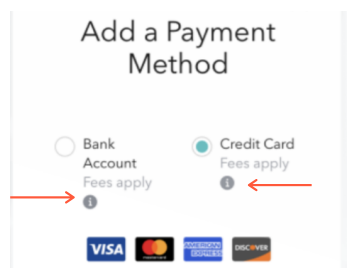 Add a Payment
Method
Bank
Account
Fees apply
i
Credit Card
Fees apply
i
VISA
mastercard
AMERICAN
EXPRESS
DISCOVER